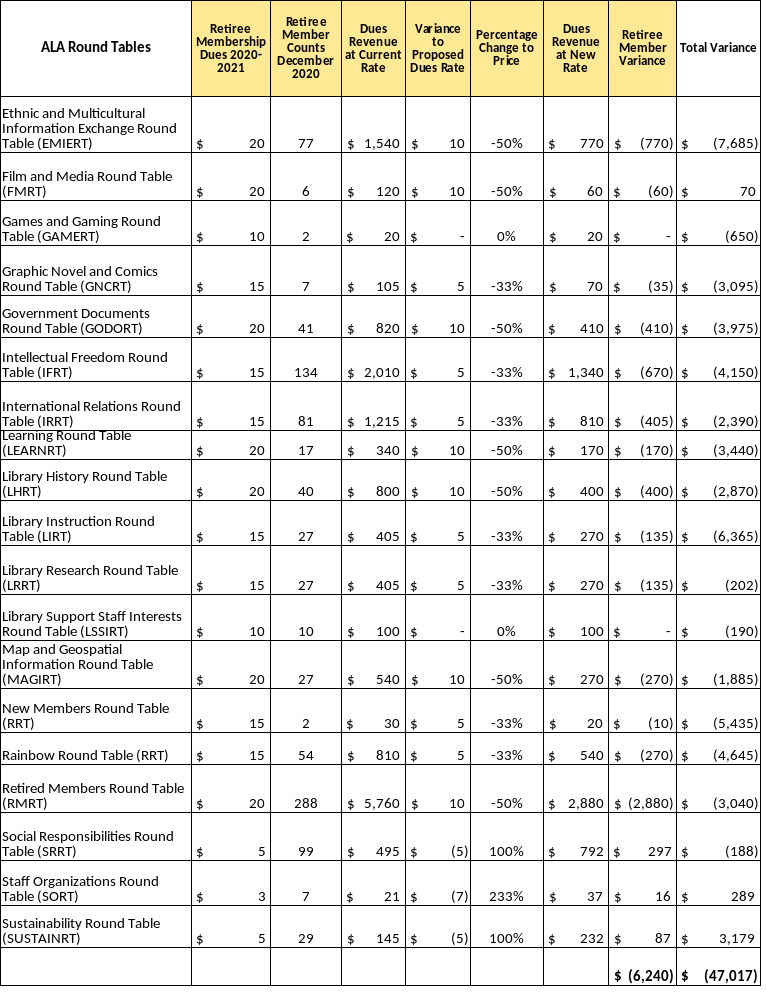 ALA Round Tables | Retiree Membership Dues 2020-2021 | Retiree Member Counts December 2020 | Dues Revenue at Current Rate | Variance to Proposed Dues Rate | Percentage Change to Price | Dues Revenue at New Rate | Retiree Member Variance | Total Variance
Ethnic and Multicultural
Information Exchange Round
Table (EMIERT) $ 20 77 $ 1,540 $ 10 -50% $ 770 $ (770) $ (7,685)
Film and Media Round Table
(FMRT) $ 20 6 $ 120 $ 10 -50% $ 60 $ (60) $ 70
Games and Gaming Round
Table (GAMERT) $ 10 2 $ 20 $ - 0% $ 20 $ - $ (650)
Graphic Novel and Comics
Round Table (GNCRT) $ 15 7 $ 105 $ 5 -33% $ 70 $ (35) $ (3,095)
Government Documents
Round Table (GODORT) $ 20 41 $ 820 $ 10 -50% $ 410 $ (410) $ (3,975)
Intellectual Freedom Round
Table (IFRT) $ 15 134 $ 2,010 $ 5 -33% $ 1,340 $ (670) $ (4,150)
International Relations Round
Table (IRRT) $ 15 81 $ 1,215 $ 5 -33% $ 810 $ (405) $ (2,390)
Learning Round Table
(LEARNRT) $ 20 17 $ 340 $ 10 -50% $ 170 $ (170) $ (3,440)
Library History Round Table
(LHRT) $ 20 40 $ 800 $ 10 -50% $ 400 $ (400) $ (2,870)
Library Instruction Round
Table (LIRT) $ 15 27 $ 405 $ 5 -33% $ 270 $ (135) $ (6,365)
Library Research Round Table
(LRRT) $ 15 27 $ 405 $ 5 -33% $ 270 $ (135) $ (202)
Library Support Staff Interests
Round Table (LSSIRT) $ 10 10 $ 100 $ - 0% $ 100 $ - $ (190)
Map and Geospatial
Information Round Table
(MAGIRT) $ 20 27 $ 540 $ 10 -50% $ 270 $ (270) $ (1,885)
New Members Round Table
(RRT) $ 15 2 $ 30 $ 5 -33% $ 20 $ (10) $ (5,435)
Rainbow Round Table (RRT) $ 15 54 $ 810 $ 5 -33% $ 540 $ (270) $ (4,645)
Retired Members Round Table
(RMRT) $ 20 288 $ 5,760 $ 10 -50% $ 2,880 $ (2,880) $ (3,040)
Social Responsibilities Round
Table (SRRT) $ 5 99 $ 495 $ (5) 100% $ 792 $ 297 $ (188)
Staff Organizations Round
Table (SORT) $ 3 7 $ 21 $ (7) 233% $ 37 $ 16 $ 289
Sustainability Round Table
(SUSTAINRT) $ 5 29 $ 145 $ (5) 100% $ 232 $ 87 $ 3,179
$ (6,240) $ (47,017)